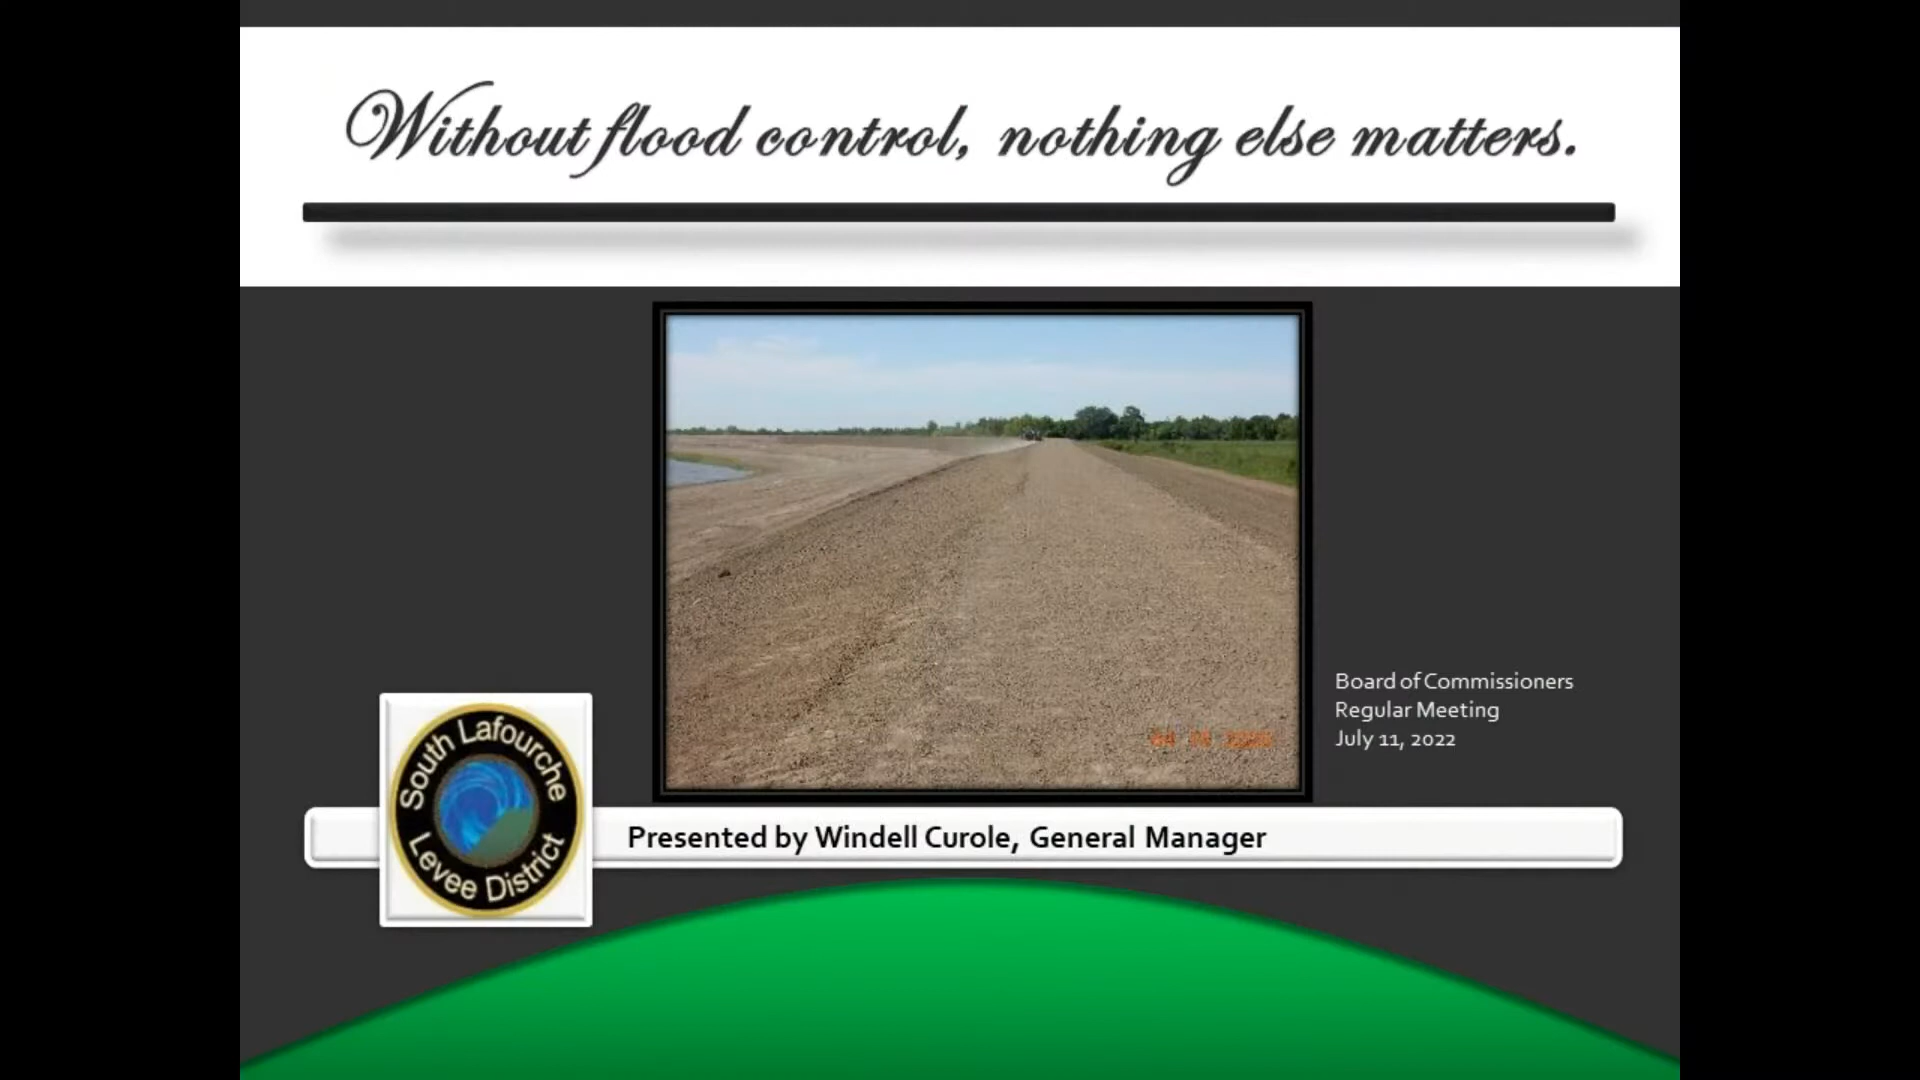 Without flood control, nothing else matters.
Board of Commissioners
Regular Meeting
July 11, 2022
South Lafourche
Levee District
Presented by Windell Curole, General Manager